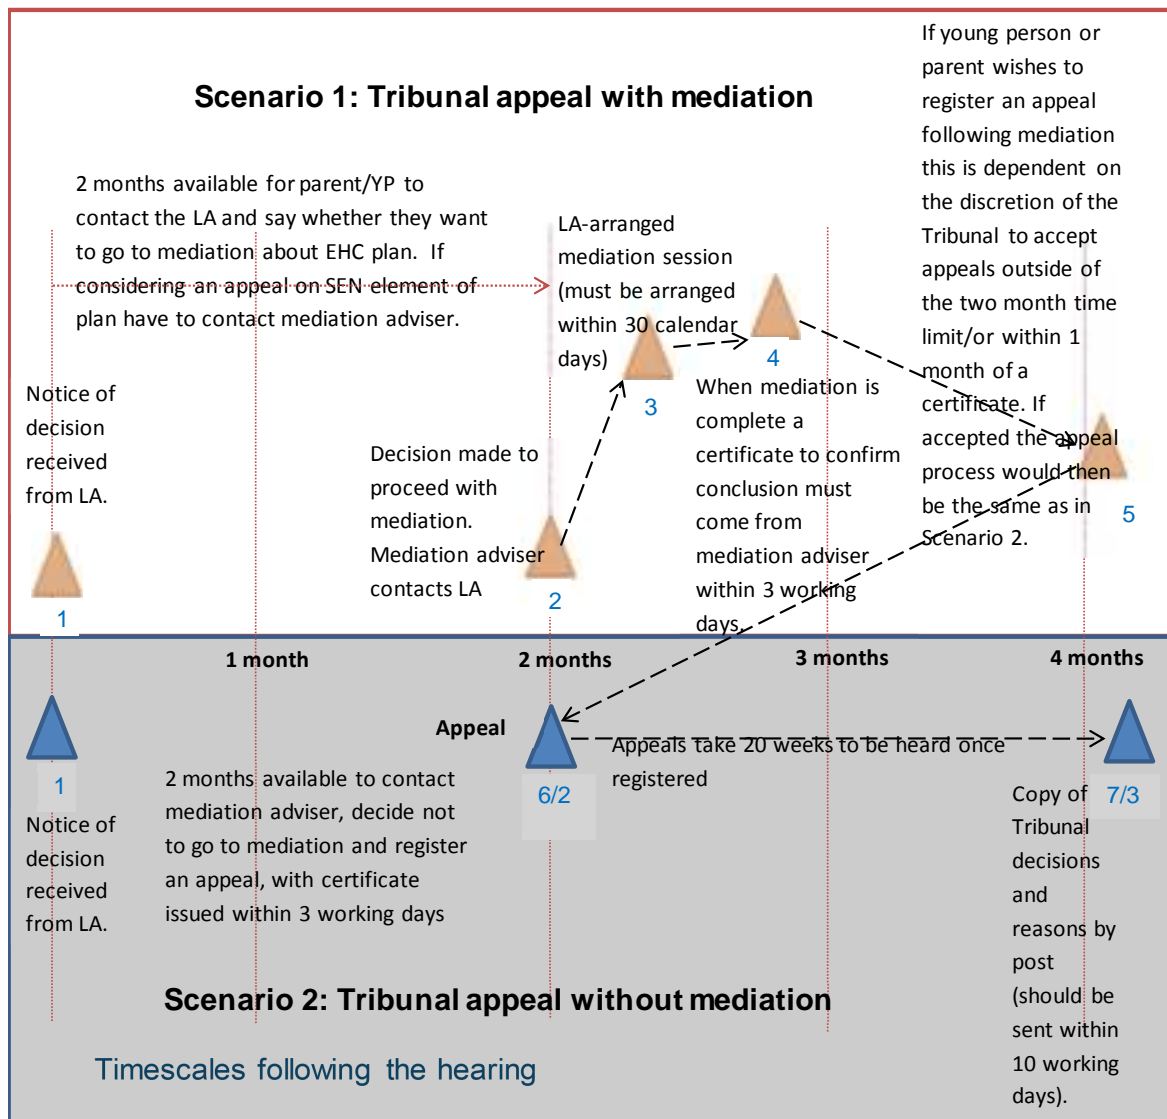 Scenario 1: Tribunal appeal with mediation
2 months available for parent/YP to
contact the LA and say whether they want
to go to mediation about EHC plan.  If
considering an appeal on SEN element of
plan have to contact mediation adviser.
Notice of
decision
received
from LA.
1
Decision made to
proceed with
mediation.
Mediation adviser
contacts LA
2
LA-arranged
mediation session
(must be arranged
within 30 calendar
days)
3
4
When mediation is
complete a
certificate to confirm
conclusion must
come from
mediation adviser
within 3 working
days.
If young person or
parent wishes to
register an appeal
following mediation
this is dependent on
the discretion of the
Tribunal to accept
appeals outside of
the two month time
limit/or within 1
month of a
certificate. If
accepted the appeal
process would then
be the same as in
Scenario 2.
5
1 month
2 months
3 months
4 months
1
Notice of
decision
received
from LA.
2 months available to contact
mediation adviser, decide not
to go to mediation and register
an appeal, with certificate
issued within 3 working days
Appeal
6/2
Appeals take 20 weeks to be heard once
registered
7/3
Copy of
Tribunal
decisions
and
reasons by
post
(should be
sent within
10 working
days).
Scenario 2: Tribunal appeal without mediation
Timescales following the hearing